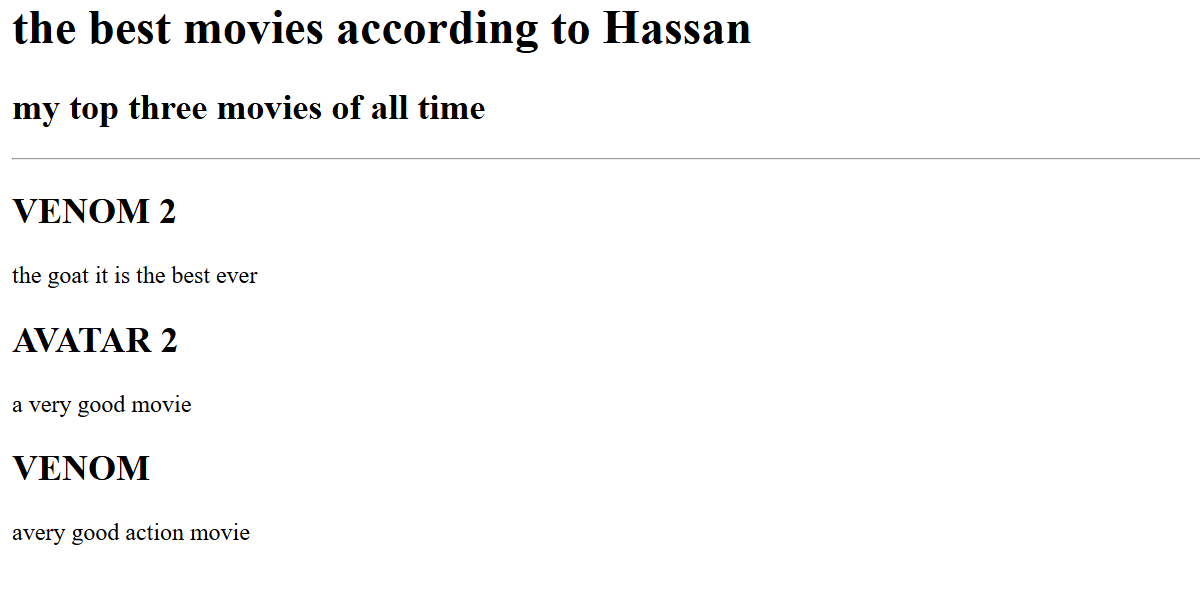 the best movies according to Hassan
my top three movies of all time
VENOM 2
the goat it is the best ever
AVATAR 2
a very good movie
VENOM
avery good action movie